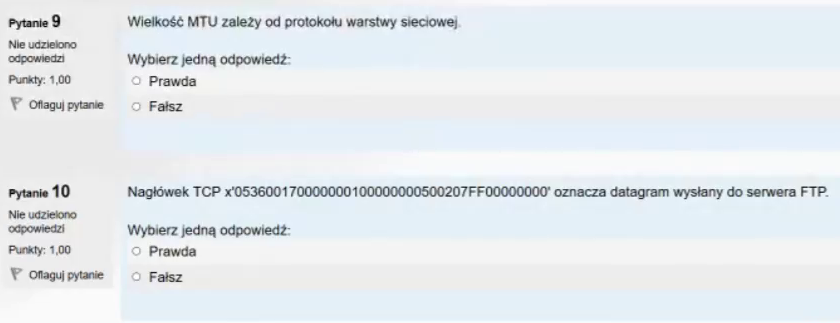 Pytanie 9
Nie udzielono
odpowiedzi
Punkty: 1,00
Oflaguj pytanie
Wielkość MTU zależy od protokołu warstwy sieciowej.
Wybierz jedną odpowiedź:
Prawda
Fałsz
Pytanie 10
Nie udzielono
odpowiedzi
Punkty: 1,00
Oflaguj pytanie
Nagłówek TCP x'053600170000000100000000500207FF00000000' oznacza datagram wysłany do serwera FTP.
Wybierz jedną odpowiedź:
Prawda
Fałsz